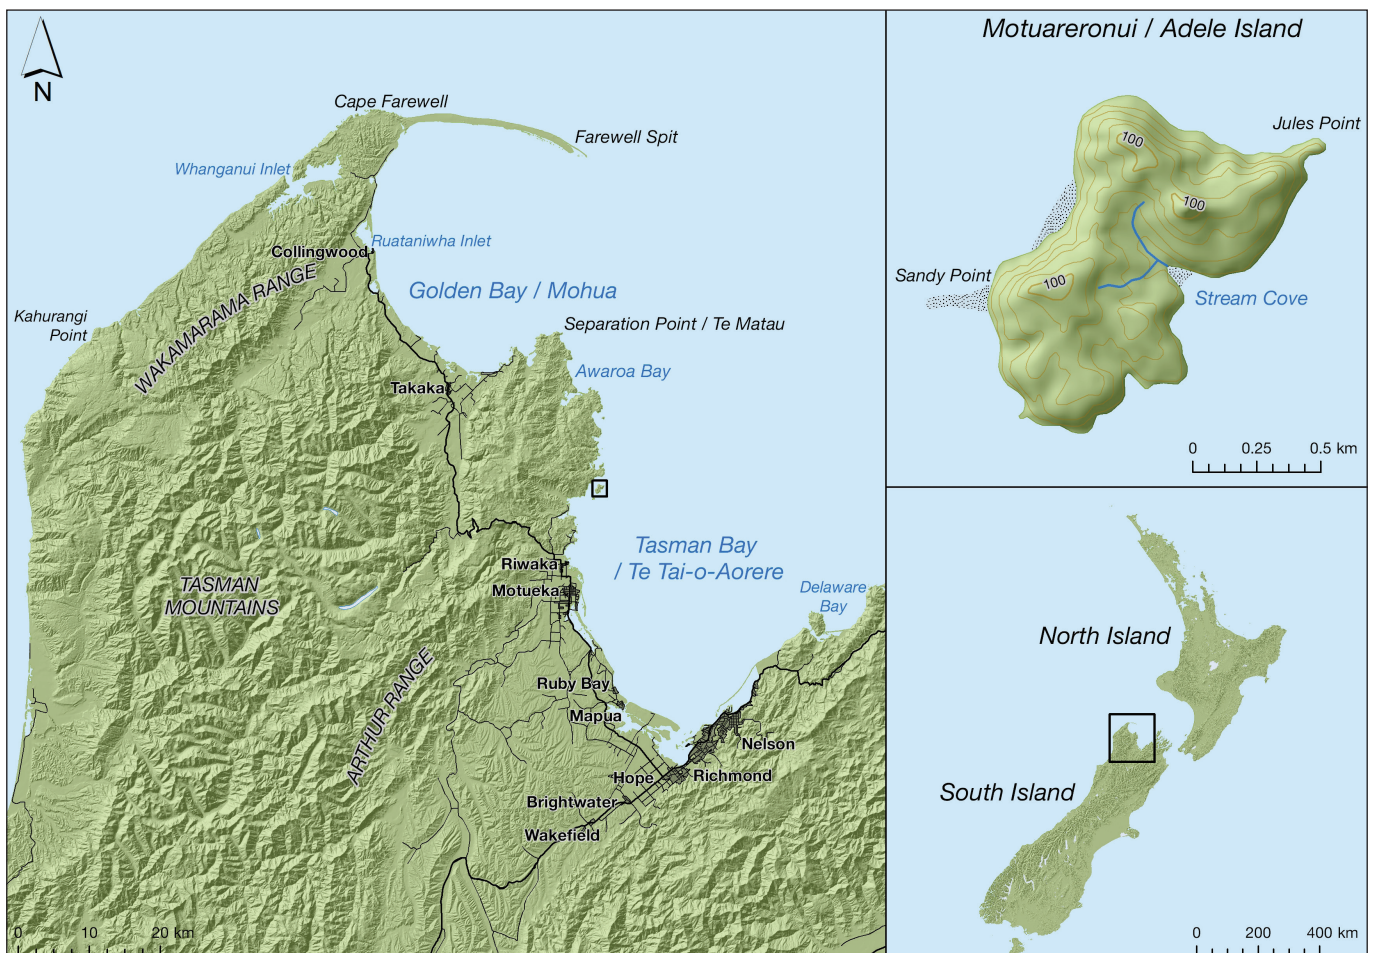 N
Cape Farewell
Farewell Spit
Whanganui Inlet
Ruataniwha Inlet
Collingwood
WAKAMARAMA RANGE
Golden Bay / Mohua
Kahurangi
Point
Separation Point / Te Matau
Awaroa Bay
Takaka
Tasman Bay
/ Te Tai-o-Aorere
Riwaka
Motueka
TASMAN
MOUNTAINS
Delaware
Bay
ARTHUR RANGE
Ruby Bay
Mapua
Nelson
Hope
Richmond
Brightwater
Wakefield
0 10 20 km
Motuareronui / Adele Island
Jules Point
100
100
Sandy Point
100
Stream Cove
0 0.25 0.5 km
North Island
South Island
0 200 400 km